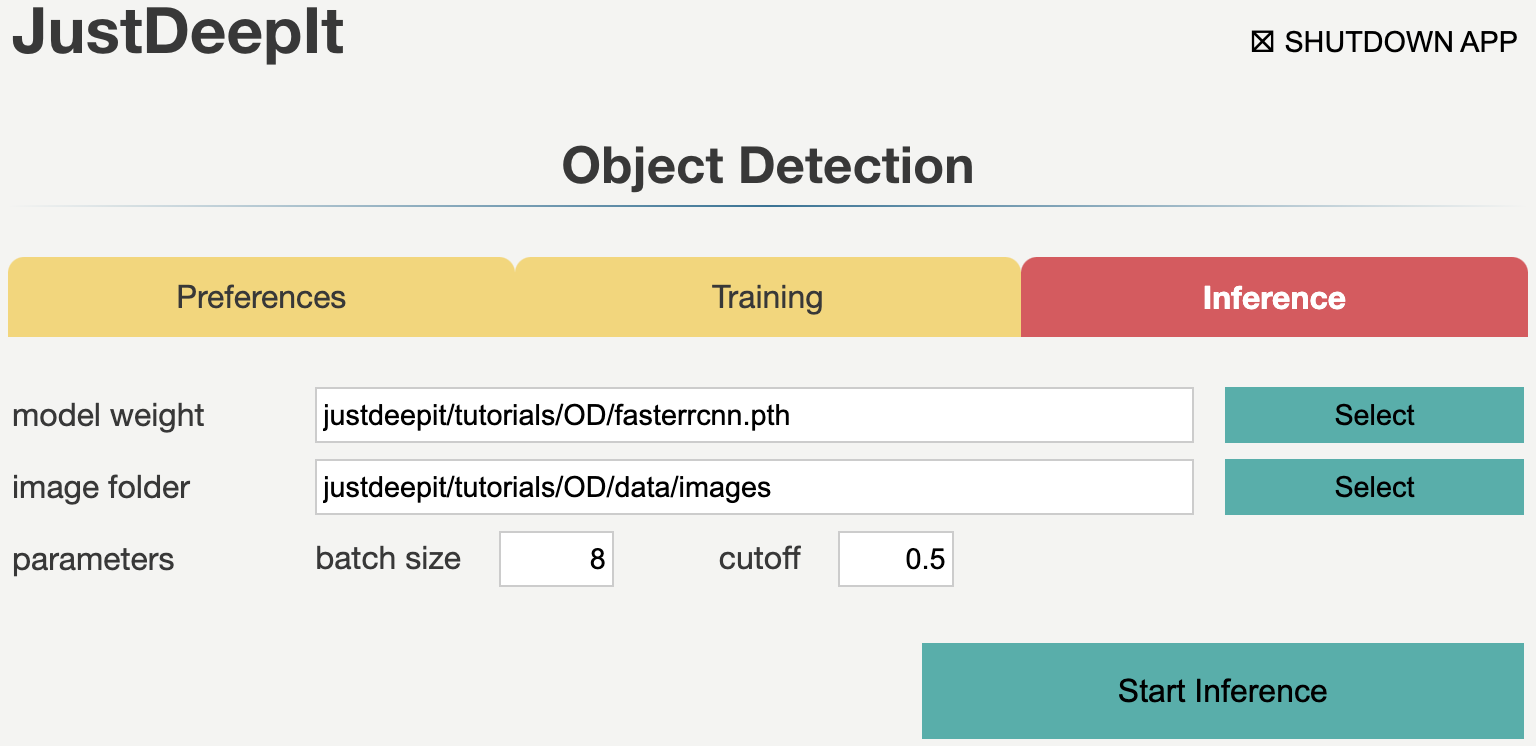 JustDeepIt
☒ SHUTDOWN APP
Object Detection
Preferences Training Inference
model weight justdeepit/tutorials/OD/fasterrcnn.pth Select
image folder justdeepit/tutorials/OD/data/images Select
parameters batch size 8 cutoff 0.5
Start Inference